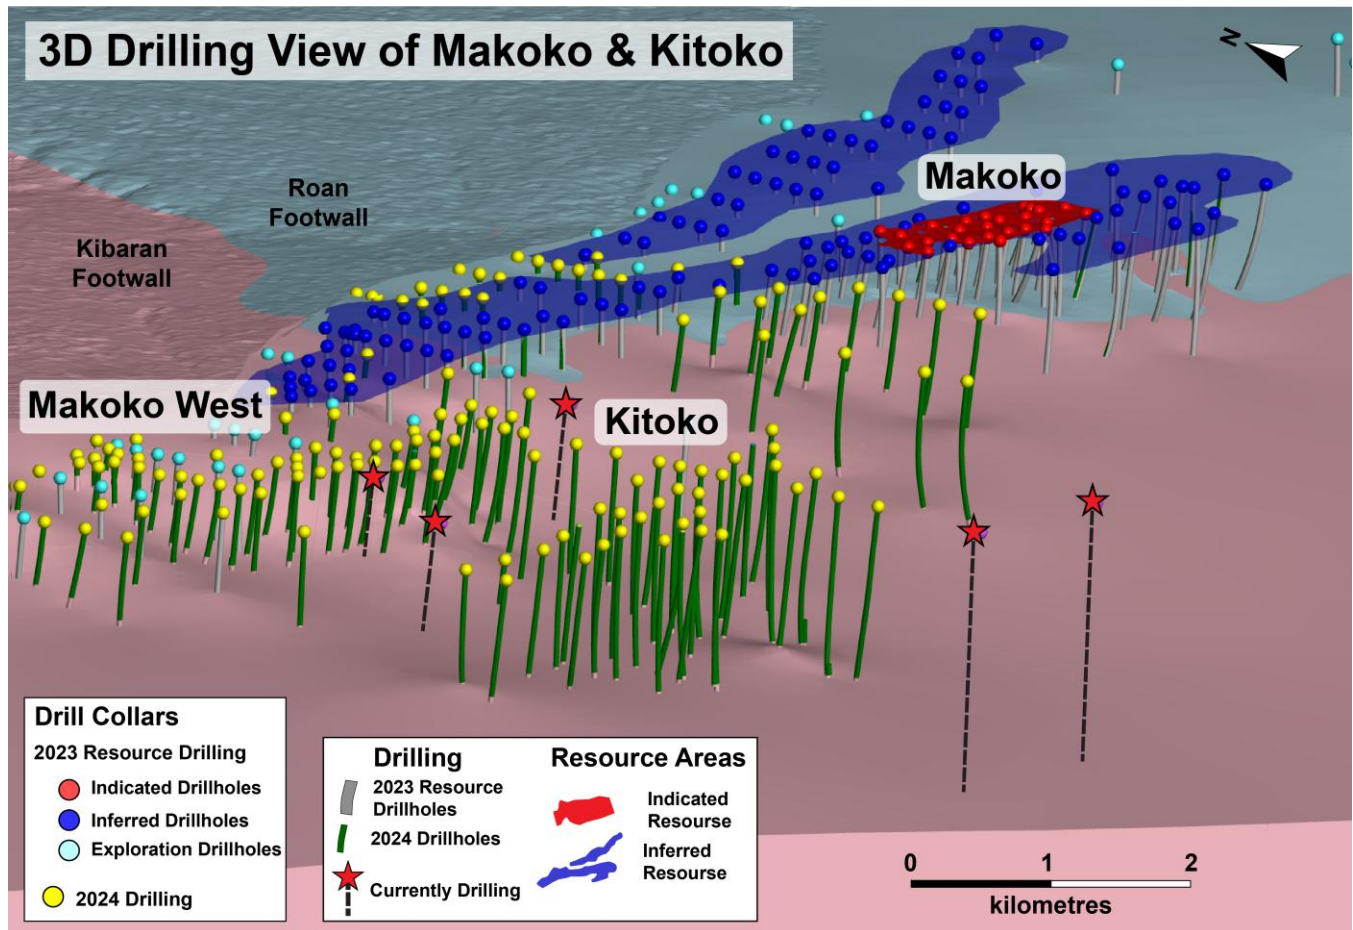 3D Drilling View of Makoko & Kitoko
N
Roan
Footwall
Kibaran
Footwall
Makoko
Makoko West
Kitoko
Drill Collars
2023 Resource Drilling
Indicated Drillholes
Inferred Drillholes
Exploration Drillholes
2024 Drilling
Drilling
2023 Resource
Drillholes
2024 Drillholes
Currently Drilling
Resource Areas
Indicated
Resourse
Inferred
Resourse
0 1 2
kilometres